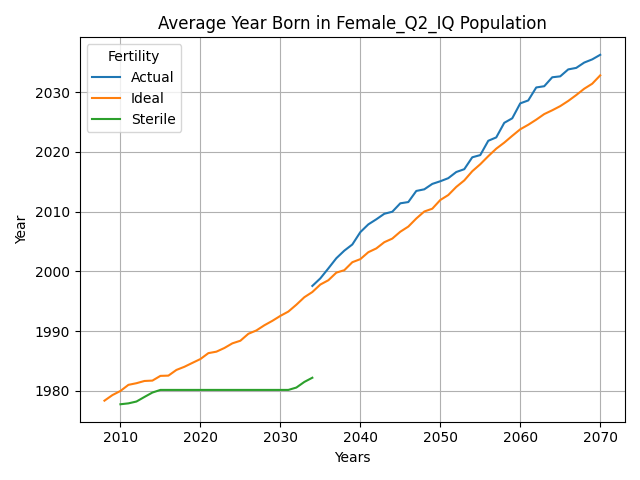 Average Year Born in Female_Q2_IQ Population
Fertility
Actual
Ideal
Sterile
Year
2030
2020
2010
2000
1990
1980
2010 2020 2030 2040 2050 2060 2070
Years